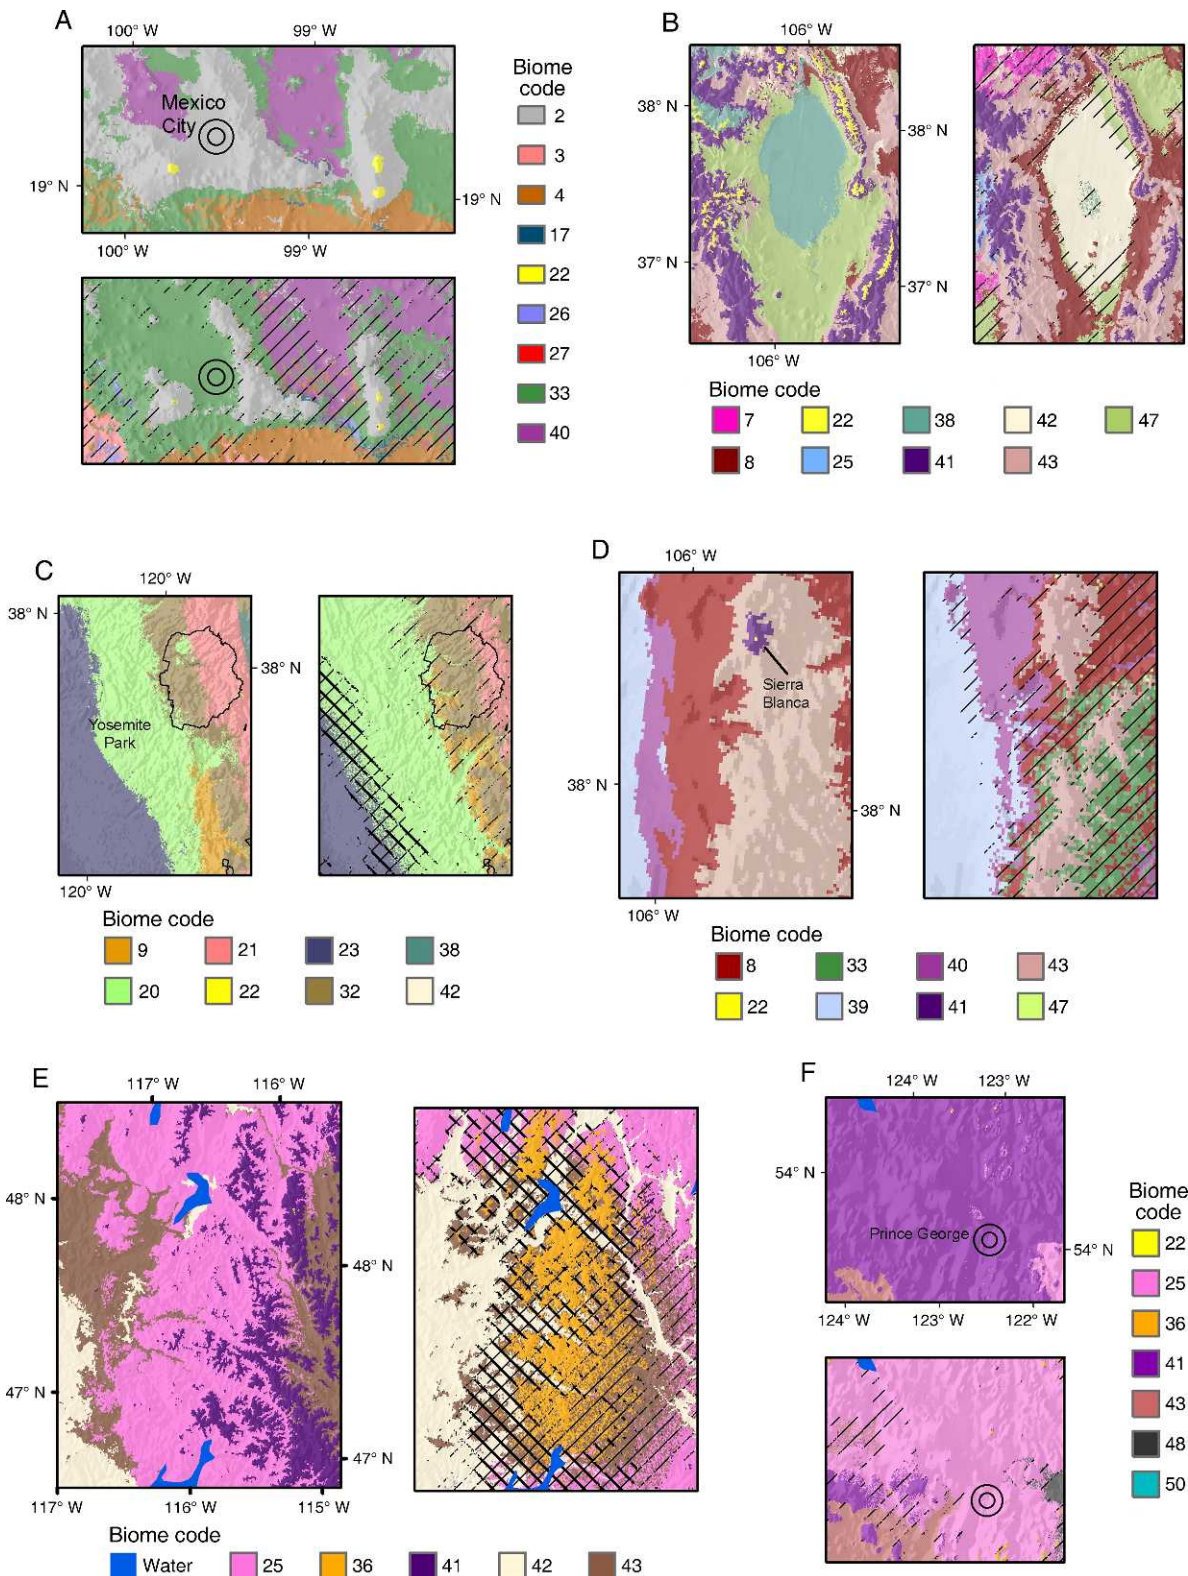 A
100° W 99° W
Mexico
City
19° N
19° N
100° W 99° W
Biome
code
2
3
4
17
22
26
27
33
40
B
106° W
38° N
38° N
37° N
37° N
106° W
Biome code
7 22 38 42 47
8 25 41 43
C
120° W
38° N
38° N
Yosemite
Park
120° W
Biome code
9 21 23 38
20 22 32 42
D
106° W
Sierra
Blanca
38° N
38° N
106° W
Biome code
8 33 40 43
22 39 41 47
E
117° W 116° W
48° N
48° N
47° N
47° N
117° W 116° W 115° W
Biome code
Water 25 36 41 42 43
F
124° W 123° W
54° N
Prince George
54° N
124° W 123° W 122° W
Biome
code
22
25
36
41
43
48
50